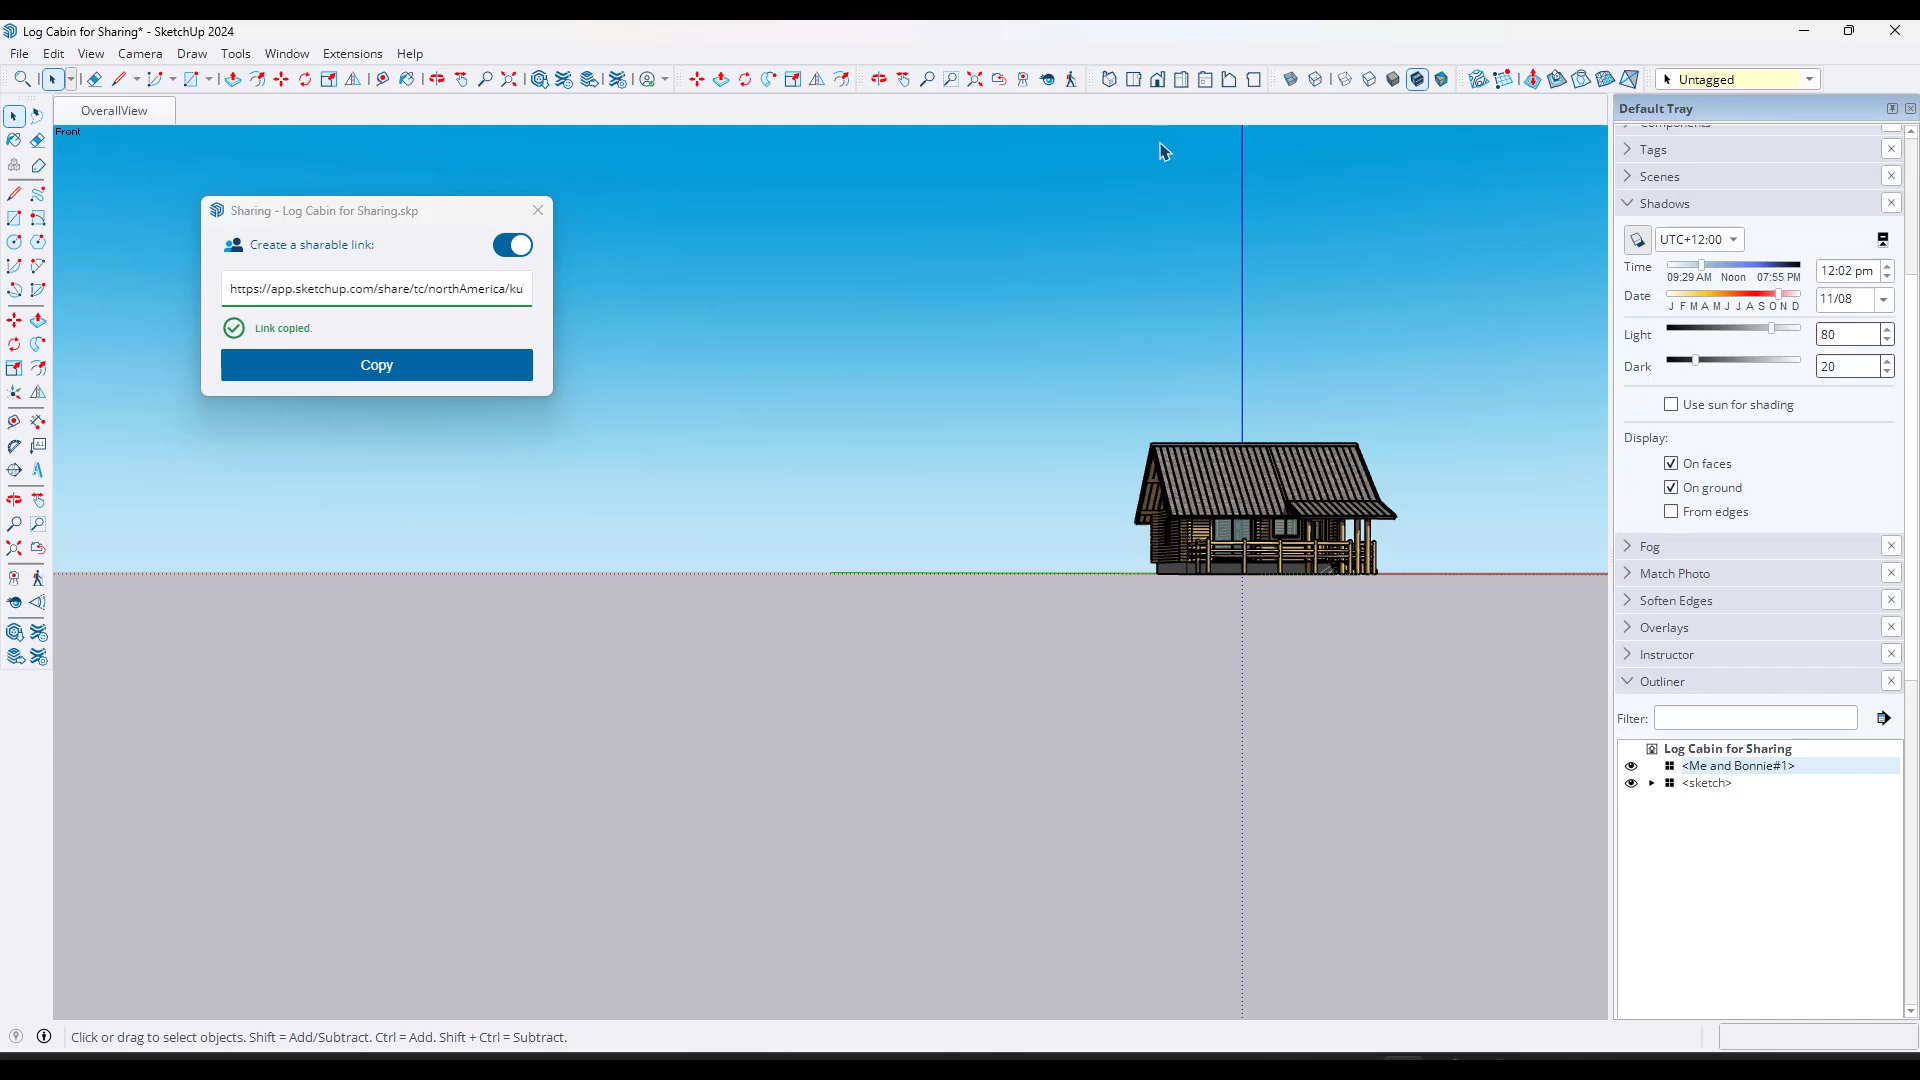 Log Cabin for Sharing* - SketchUp 2024
File Edit View Camera Draw Tools Window Extensions Help
Untagged
OverallView
Front
Sharing - Log Cabin for Sharing.skp
Create a sharable link:
https://app.sketchup.com/share/tc/northAmerica/ku
Link copied.
Copy
Default Tray
Components
Tags
Scenes
Shadows
UTC+12:00
Time
09:29 AM Noon 07:55 PM
12:02 pm
Date
J F M A M J J A S O N D
11/08
Light
80
Dark
20
Use sun for shading
Display:
On faces
On ground
From edges
Fog
Match Photo
Soften Edges
Overlays
Instructor
Outliner
Filter:
Log Cabin for Sharing
<Me and Bonnie#1>
<sketch>
Click or drag to select objects. Shift = Add/Subtract. Ctrl = Add. Shift + Ctrl = Subtract.